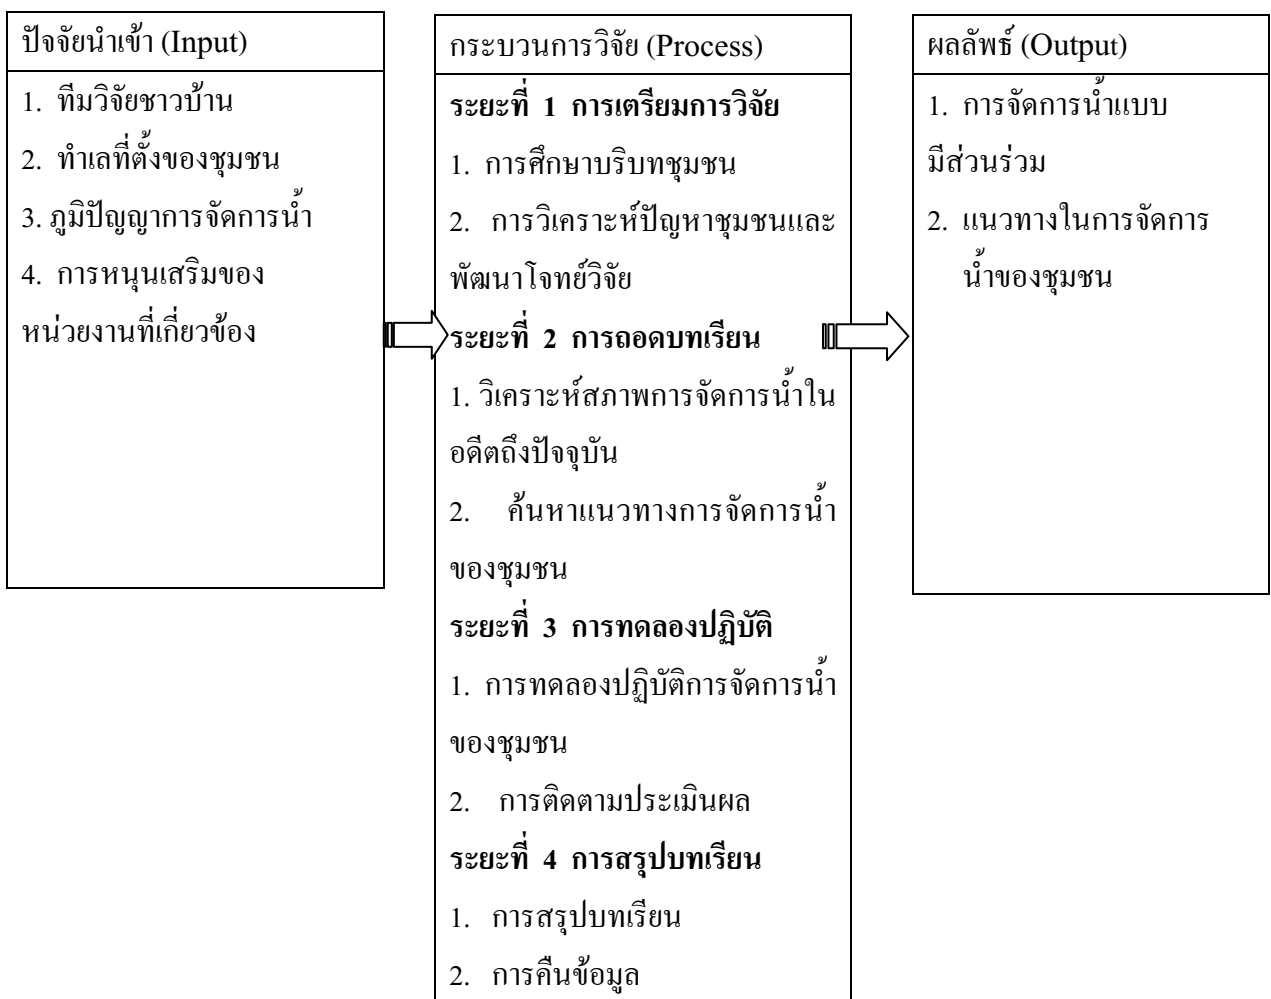 ปัจจัยนำเข้า (Input)
1. ทีมวิจัยชาวบ้าน
2. ทำเลที่ตั้งของชุมชน
3. ภูมิปัญญาการจัดการน้ำ
4. การหนุนเสริมของ
หน่วยงานที่เกี่ยวข้อง
กระบวนการวิจัย (Process)
ระยะที่ 1 การเตรียมการวิจัย
1. การศึกษาบริบทชุมชน
2. การวิเคราะห์ปัญหาชุมชนและ
พัฒนาโจทย์วิจัย
ระยะที่ 2 การถอดบทเรียน
1. วิเคราะห์สภาพการจัดการน้ำใน
อดีตถึงปัจจุบัน
2. ค้นหาแนวทางการจัดการน้ำ
ของชุมชน
ระยะที่ 3 การทดลองปฏิบัติ
1. การทดลองปฏิบัติการจัดการน้ำ
ของชุมชน
2. การติดตามประเมินผล
ระยะที่ 4 การสรุปบทเรียน
1. การสรุปบทเรียน
2. การคืนข้อมูล
ผลลัพธ์ (Output)
1. การจัดการน้ำแบบ
มีส่วนร่วม
2. แนวทางในการจัดการ
น้ำของชุมชน